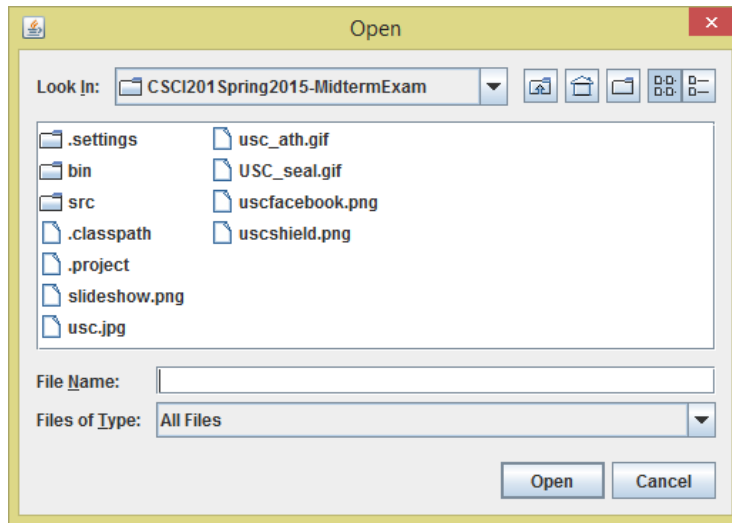 Open
Look In: CSCI201Spring2015-MidtermExam
.settings
bin
src
.classpath
.project
slideshow.png
usc.jpg
usc_ath.gif
USC_seal.gif
uscfacebook.png
uscshield.png
File Name:
Files of Type: All Files
Open Cancel